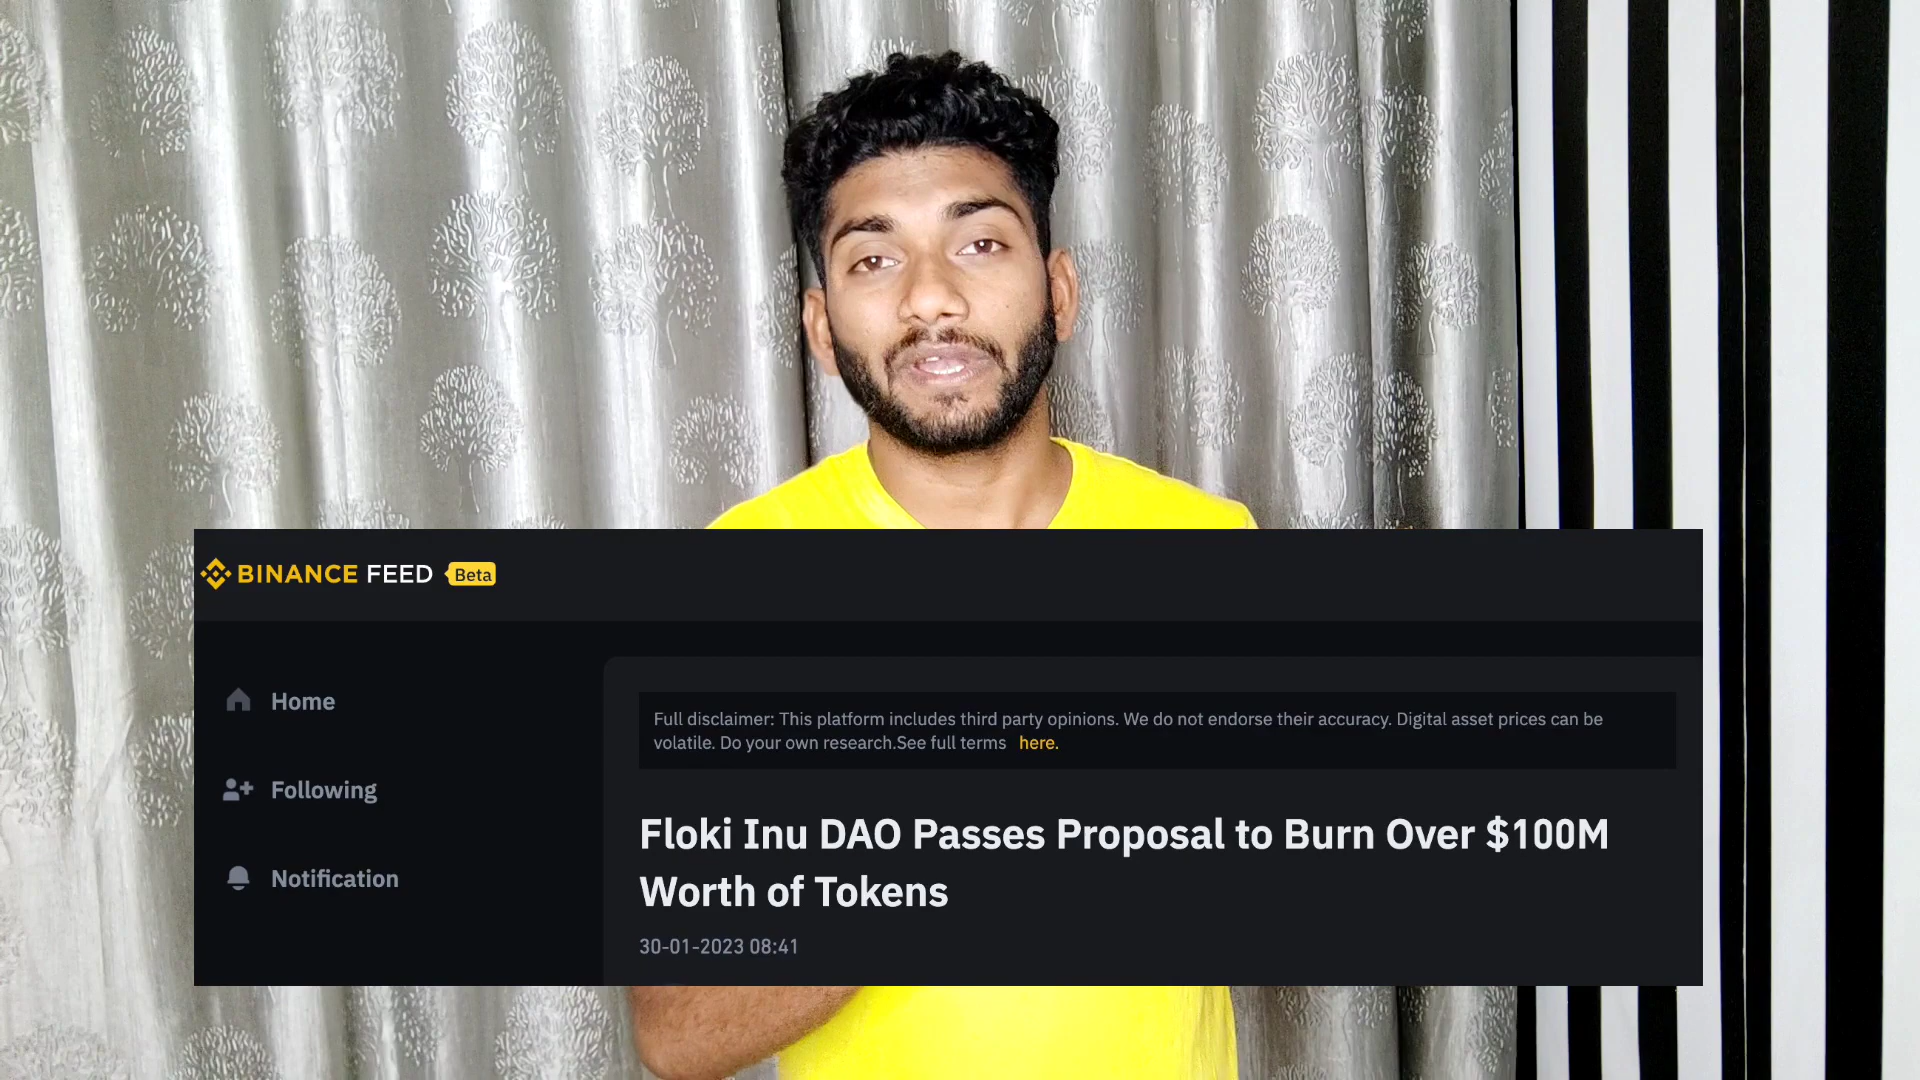 BINANCE FEED Beta
Home
Following
Notification
Full disclaimer: This platform includes third party opinions. We do not endorse their accuracy. Digital asset prices can be
volatile. Do your own research.See full terms here.
Floki Inu DAO Passes Proposal to Burn Over $100M
Worth of Tokens
30-01-2023 08:41